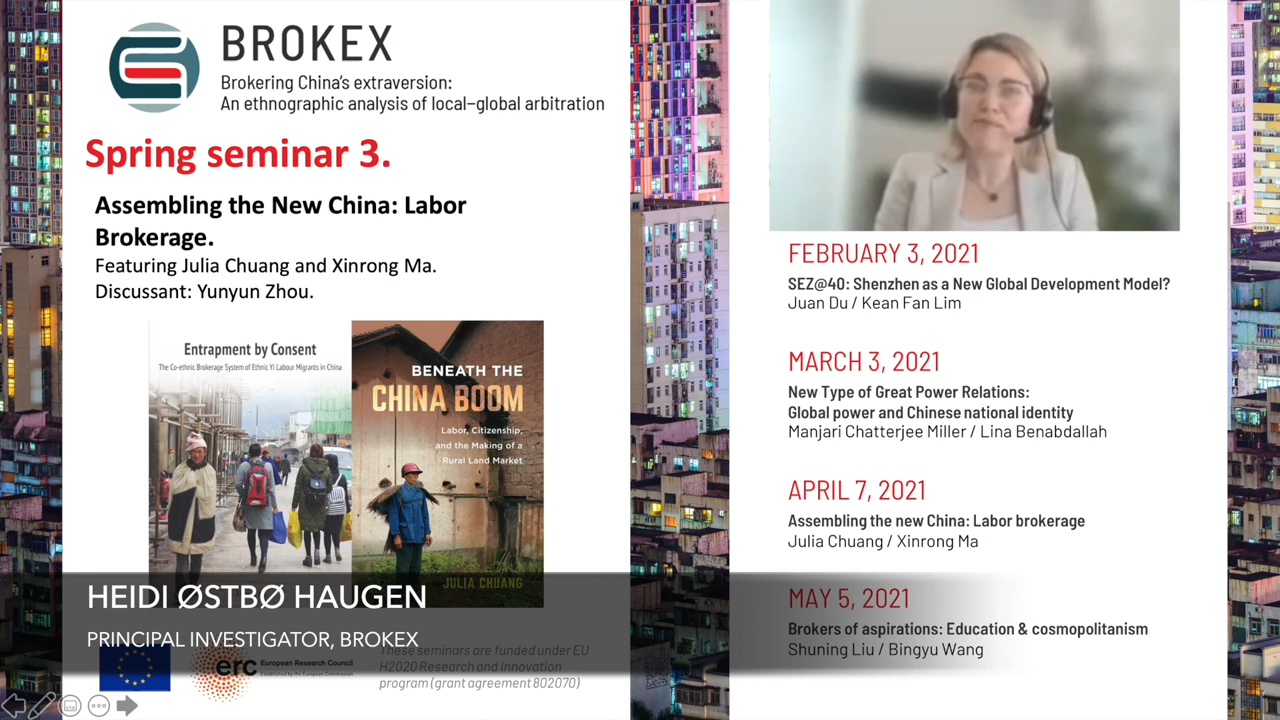 BROKEX
Brokering China's extraversion:
An ethnographic analysis of local–global arbitration
Spring seminar 3.
Assembling the New China: Labor
Brokerage.
Featuring Julia Chuang and Xinrong Ma.
Discussant: Yunyun Zhou.
Entrapment by Consent
The Co-ethnic Brokerage System of Ethnic Yi Labour Migrants in China
BENEATH THE
CHINA BOOM
Labor, Citizenship,
and the Making of a
Rural Land Market
JULIA CHUANG
HEIDI ØSTBØ HAUGEN
PRINCIPAL INVESTIGATOR, BROKEX
erc
European Research Council
Established by the European Commission
These seminars are funded under EU
H2020 Research and Innovation
program (grant agreement 802070)
FEBRUARY 3, 2021
SEZ@40: Shenzhen as a New Global Development Model?
Juan Du / Kean Fan Lim
MARCH 3, 2021
New Type of Great Power Relations:
Global power and Chinese national identity
Manjari Chatterjee Miller / Lina Benabdallah
APRIL 7, 2021
Assembling the new China: Labor brokerage
Julia Chuang / Xinrong Ma
MAY 5, 2021
Brokers of aspirations: Education & cosmopolitanism
Shuning Liu / Bingyu Wang